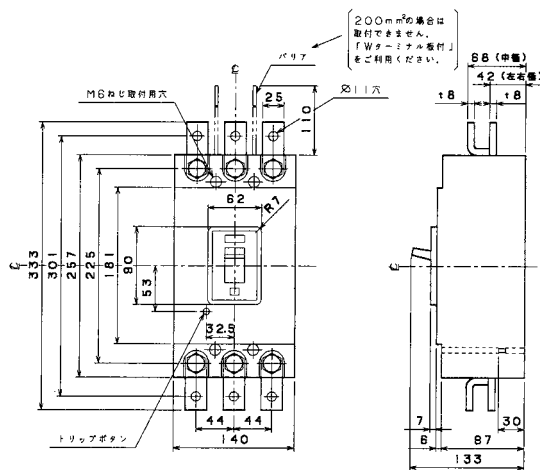 200mm²の場合は
取付できません。
「Wターミナル板付」
をご利用ください。
バリア
68 (中極)
42 (左右極)
t8
t8
℄
M6ねじ取付用穴
25
Ø11穴
110
62
R7
℄
333
301
257
225
181
90
53
32.5
℄
トリップボタン
44
44
140
7
30
6
87
133